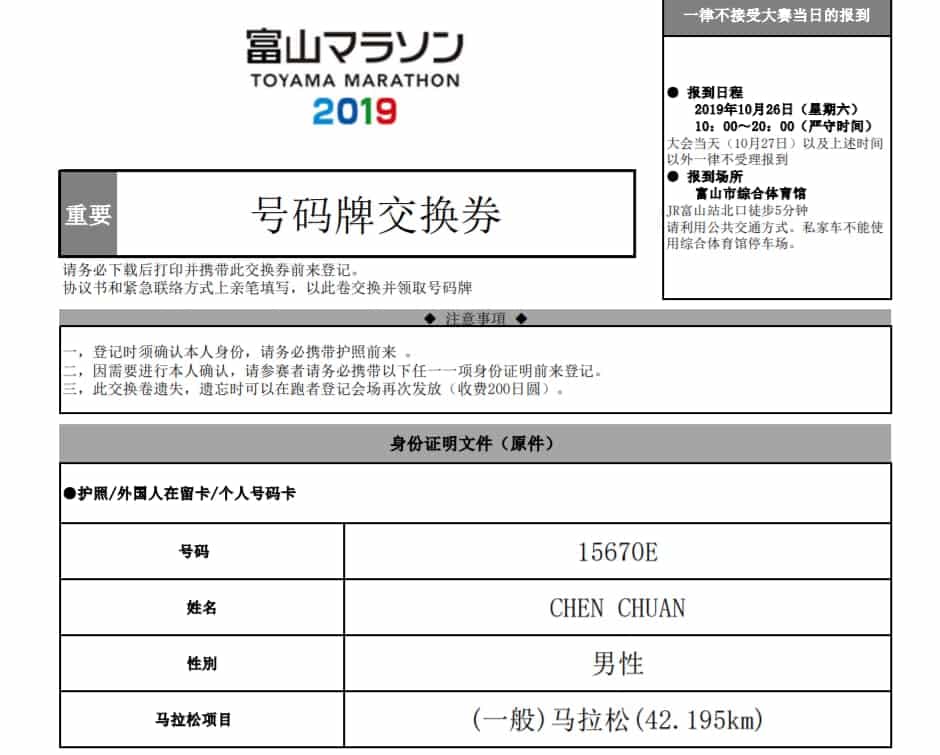 富山マラソン
TOYAMA MARATHON
2019
一律不接受大赛当日的报到
● 报到日程
2019年10月26日（星期六）
10：00～20：00（严守时间）
大会当天（10月27日）以及上述时间
以外一律不受理报到
● 报到场所
富山市综合体育馆
JR富山站北口徒步5分钟
请利用公共交通方式。私家车不能使
用综合体育馆停车场。
重要
号码牌交换券
请务必下载后打印并携带此交换券前来登记。
协议书和紧急联络方式上亲笔填写，以此卷交换并领取号码牌
◆ 注意事項 ◆
一，登记时须确认本人身份，请务必携带护照前来 。
二，因需要进行本人确认，请参赛者请务必携带以下任一一项身份证明前来登记。
三，此交换卷遗失，遗忘时可以在跑者登记会场再次发放（收费200日圆）。
身份证明文件（原件）
●护照/外国人在留卡/个人号码卡
号码 15670E
姓名 CHEN CHUAN
性別 男性
马拉松项目 (一般)马拉松(42.195km)